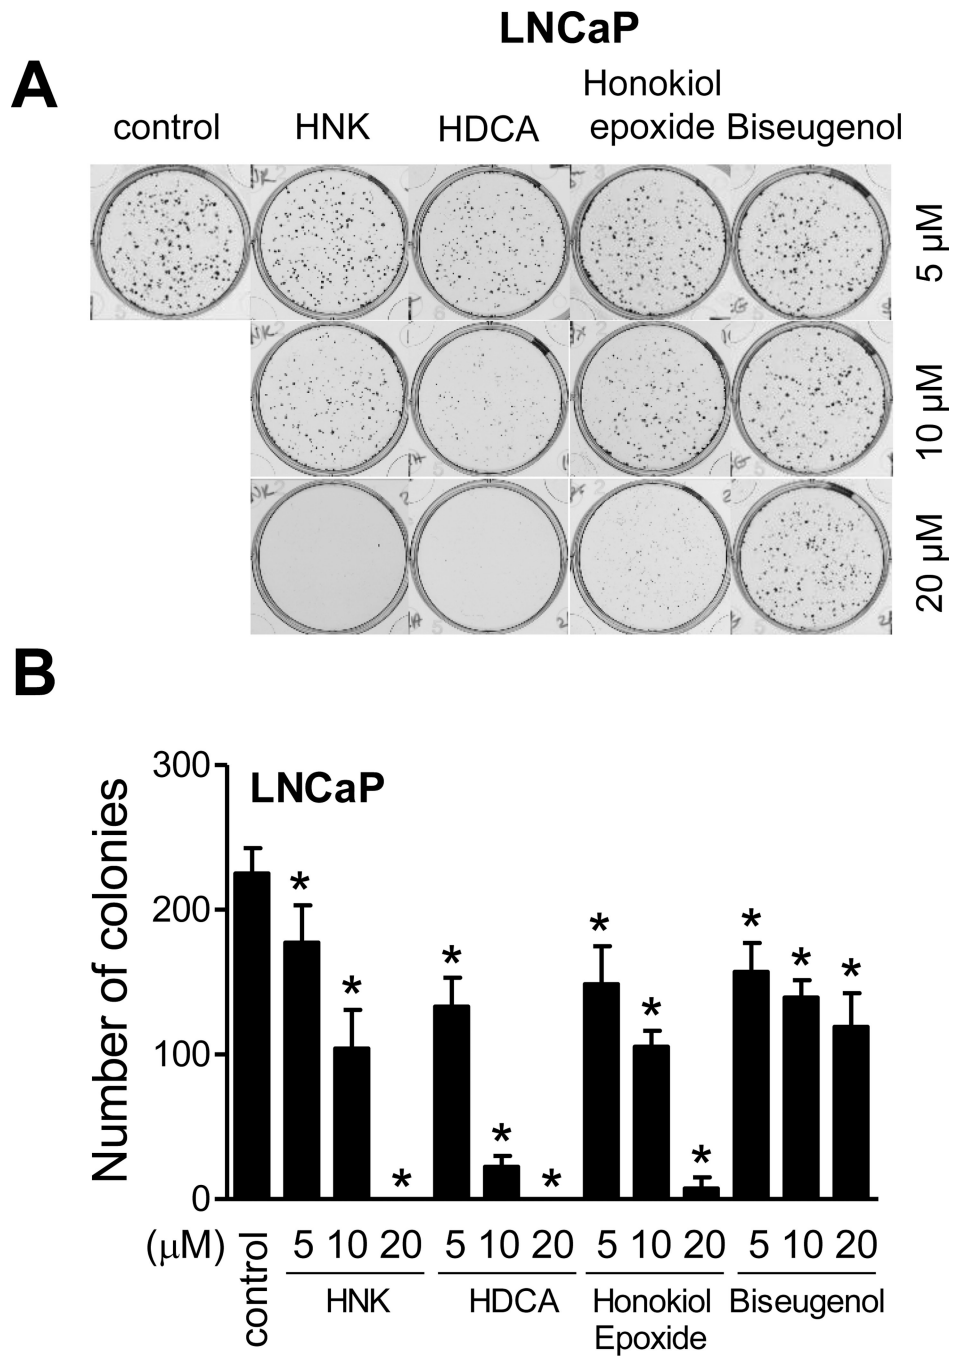 LNCaP
A
control HNK HDCA Honokiol epoxide Biseugenol
5 µM
10 µM
20 µM
B
LNCaP
Number of colonies
300
200
100
0
* * * * * * * * * * * *
(µM) control 5 10 20 5 10 20 5 10 20 5 10 20
HNK HDCA Honokiol Epoxide Biseugenol